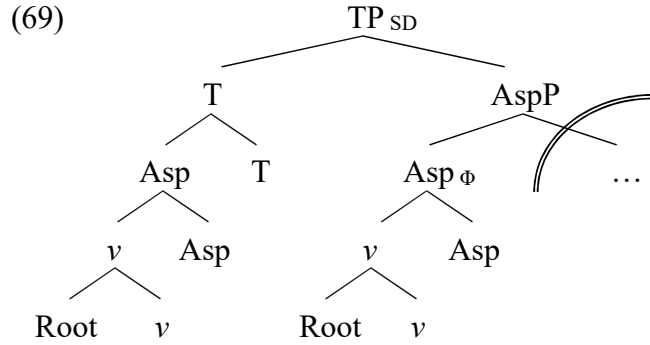 (69) TP SD
T AspP
Asp T Asp Φ …
v Asp v Asp
Root v Root v